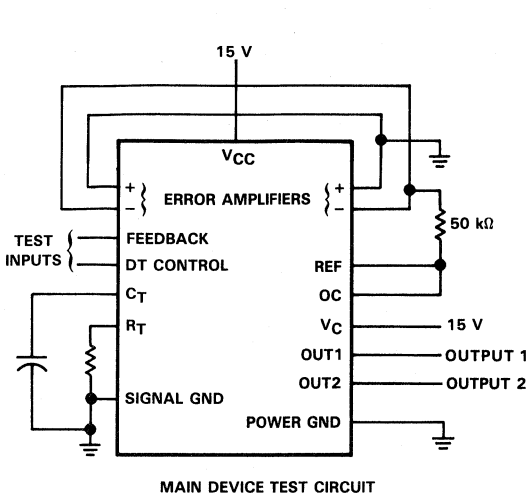 15 V
VCC
+ ERROR AMPLIFIERS +
− −
50 kΩ
TEST INPUTS
FEEDBACK
DT CONTROL
REF
CT
OC
RT
VC 15 V
OUT1 OUTPUT 1
OUT2 OUTPUT 2
SIGNAL GND
POWER GND
MAIN DEVICE TEST CIRCUIT